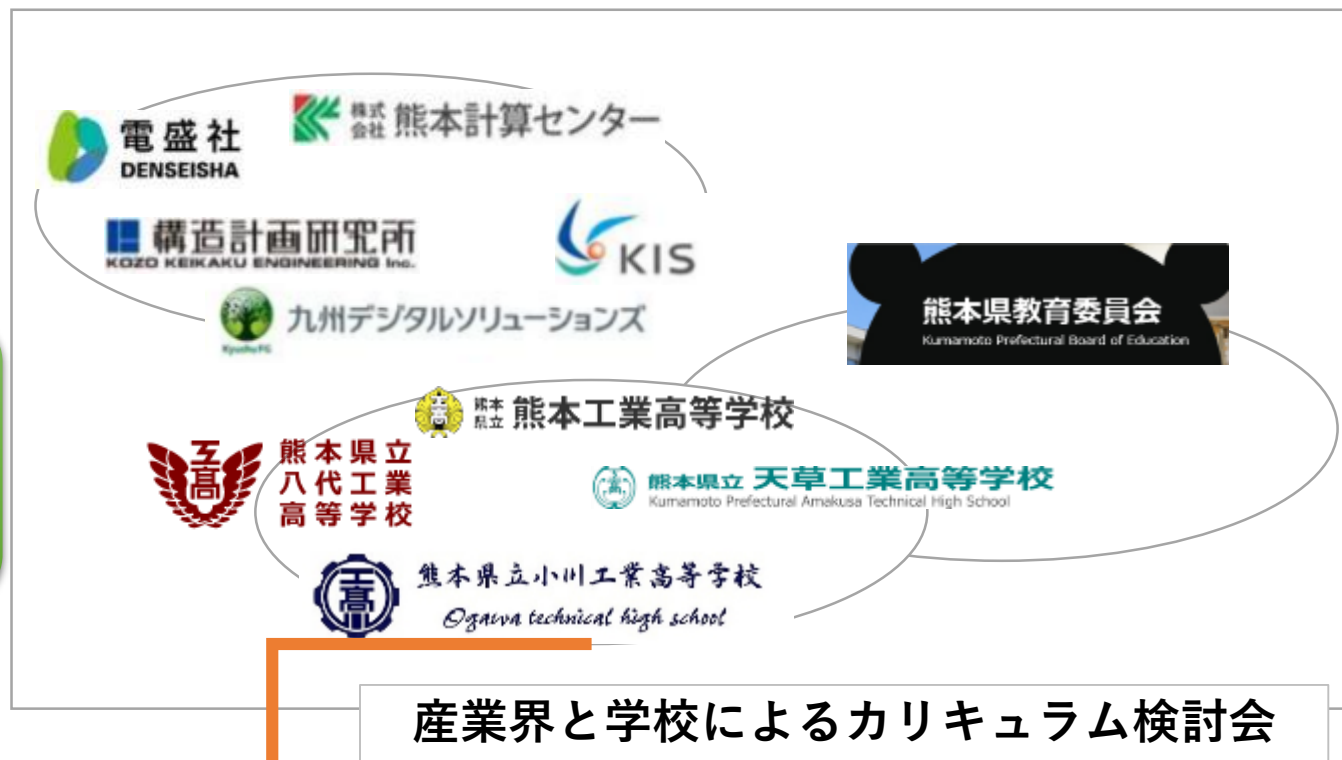 電盛社
DENSEISHA
株式会社 熊本計算センター
構造計画研究所
KOZO KEIKAKU ENGINEERING Inc.
KIS
九州デジタルソリューションズ
KyushuFG
熊本県教育委員会
Kumamoto Prefectural Board of Education
熊本県立 熊本工業高等学校
工高
熊本県立
八代工業
高等学校
熊本県立 天草工業高等学校
Kumamoto Prefectural Amakusa Technical High School
工高
熊本県立小川工業高等学校
Ogawa technical high school
産業界と学校によるカリキュラム検討会